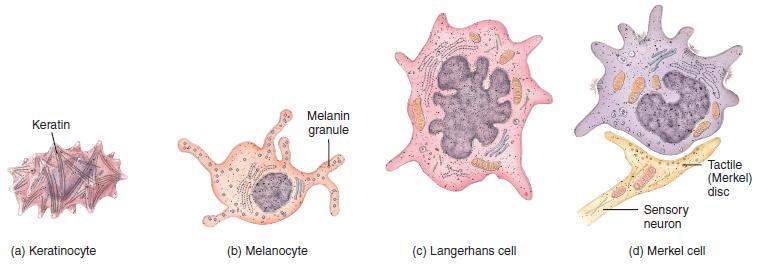 Keratin
Melanin
granule
Tactile
(Merkel)
disc
Sensory
neuron
(a) Keratinocyte
(b) Melanocyte
(c) Langerhans cell
(d) Merkel cell